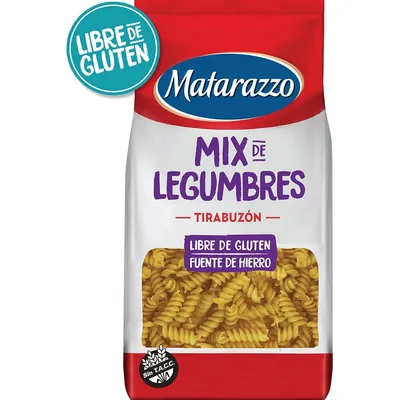 LIBRE DE
GLUTEN
Matarazzo
MIX DE
LEGUMBRES
TIRABUZÓN
LIBRE DE GLUTEN
FUENTE DE HIERRO
Sin T.A.C.C.